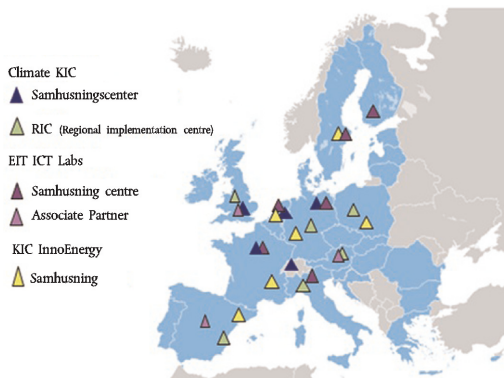 Climate KIC
Samhusningscenter
RIC (Regional implementation centre)
EIT ICT Labs
Samhusning centre
Associate Partner
KIC InnoEnergy
Samhusning